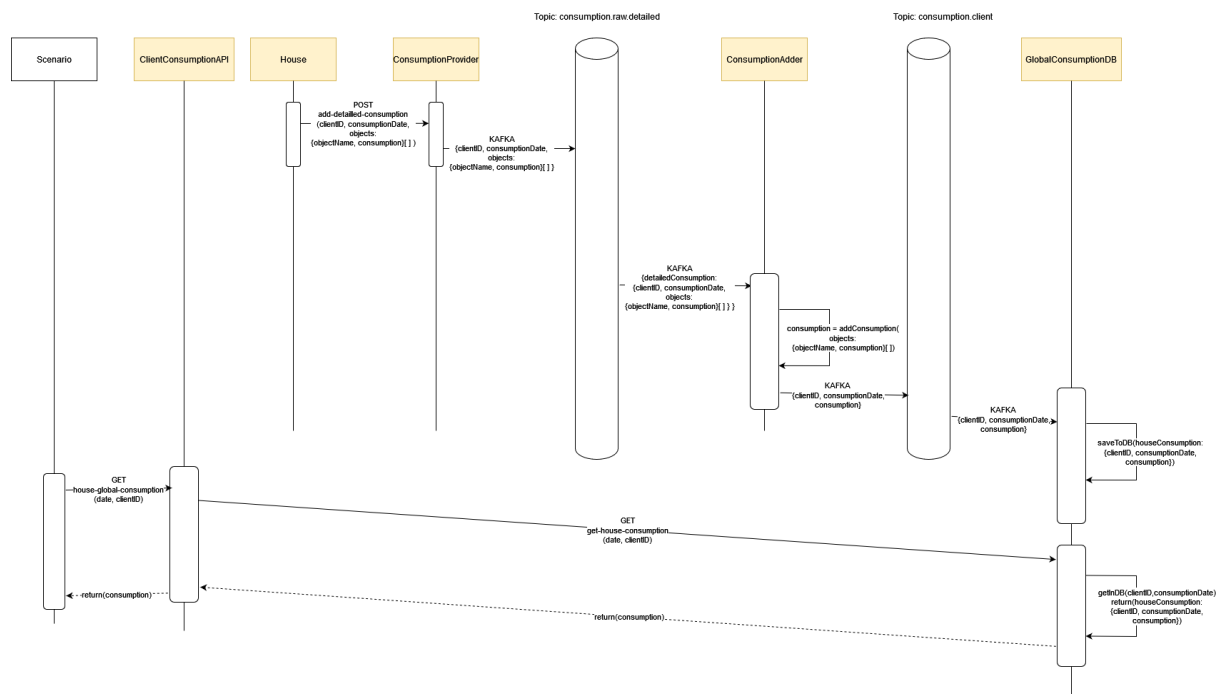 Topic: consumption.raw.detailed
Topic: consumption.client
Scenario
ClientConsumptionAPI
House
ConsumptionProvider
ConsumptionAdder
GlobalConsumptionDB
POST
add-detailled-consumption
(clientID, consumptionDate,
objects:
{objectName, consumption}[ ] )
KAFKA
{clientID, consumptionDate,
objects:
{objectName, consumption}[ ] }
KAFKA
{detailedConsumption:
{clientID, consumptionDate,
objects:
{objectName, consumption}[ ] } }
consumption = addConsumption(
objects:
{objectName, consumption}[ ])
KAFKA
{clientID, consumptionDate,
consumption}
KAFKA
{clientID, consumptionDate,
consumption}
saveToDB(houseConsumption:
{clientID, consumptionDate,
consumption})
GET
house-global-consumption
(date, clientID)
GET
get-house-consumption
(date, clientID)
getInDB(clientID,consumptionDate)
return(houseConsumption:
{clientID, consumptionDate,
consumption})
return(consumption)
return(consumption)